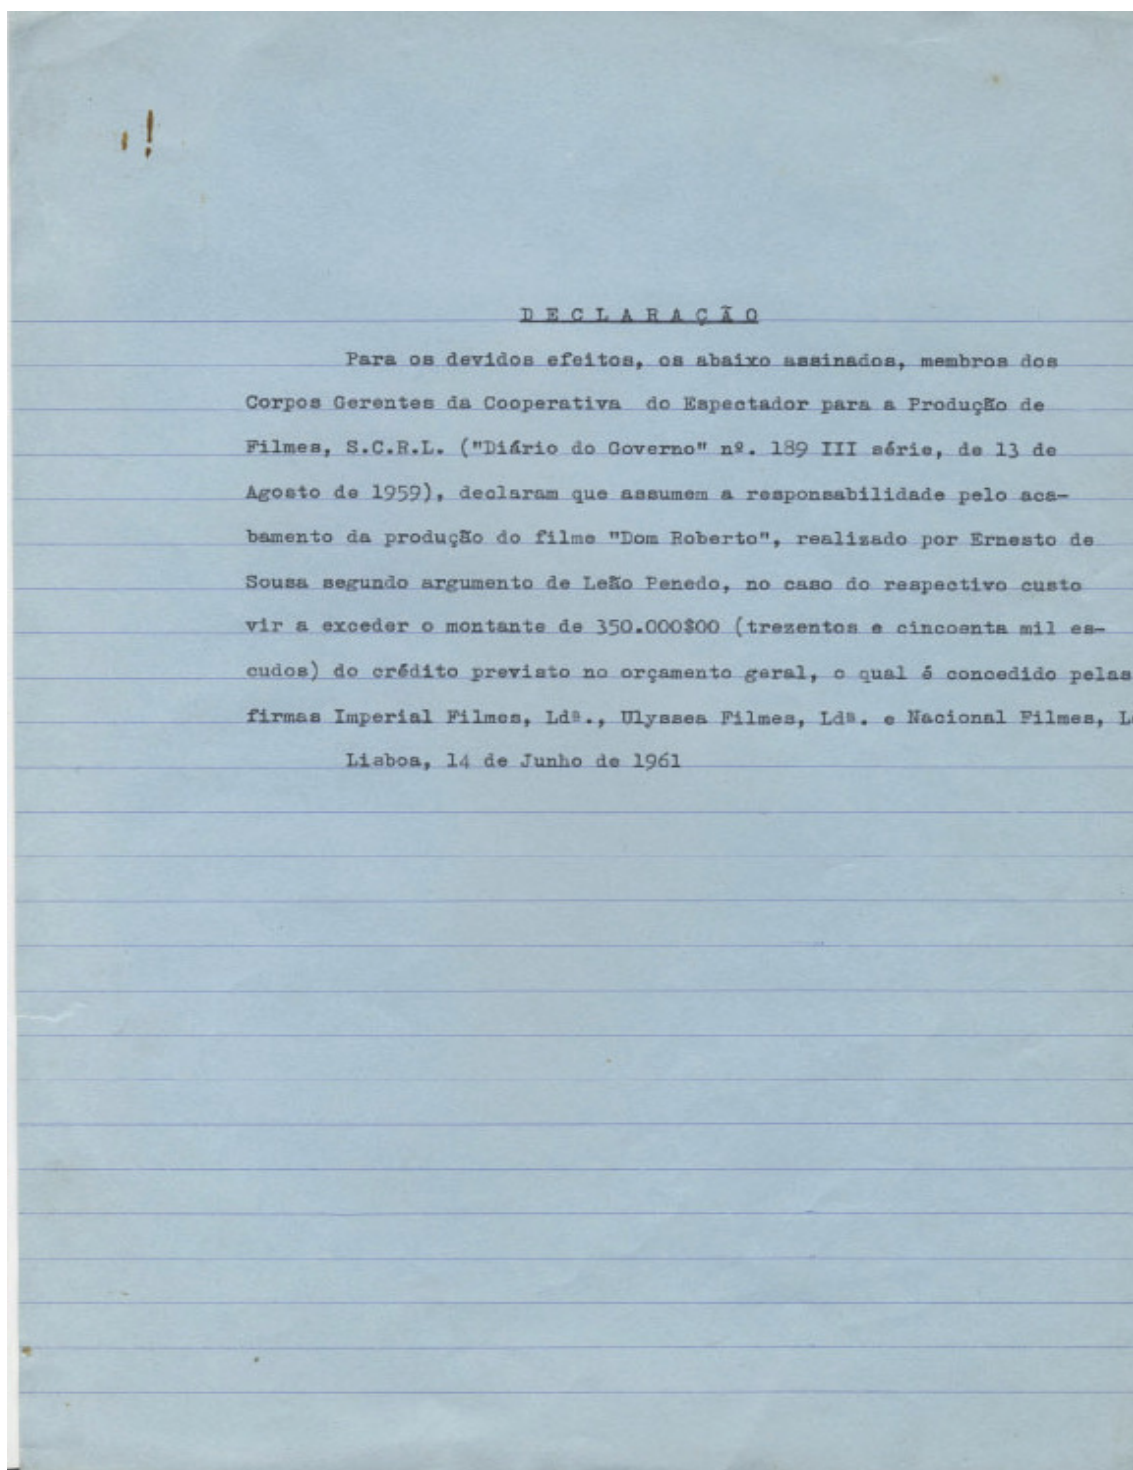 D E C L A R A Ç Ã O
Para os devidos efeitos, os abaixo assinados, membros dos
Corpos Gerentes da Cooperativa do Espectador para a Produção de
Filmes, S.C.R.L. ("Diário do Governo" nº. 189 III série, de 13 de
Agosto de 1959), declaram que assumem a responsabilidade pelo aca-
bamento da produção do filme "Dom Roberto", realizado por Ernesto de
Sousa segundo argumento de Leão Penedo, no caso do respectivo custo
vir a exceder o montante de 350.000$00 (trezentos e cincoenta mil es-
cudos) do crédito previsto no orçamento geral, o qual é concedido pelas
firmas Imperial Filmes, Ldª., Ulysses Filmes, Ldª. e Nacional Filmes,
Lisboa, 14 de Junho de 1961